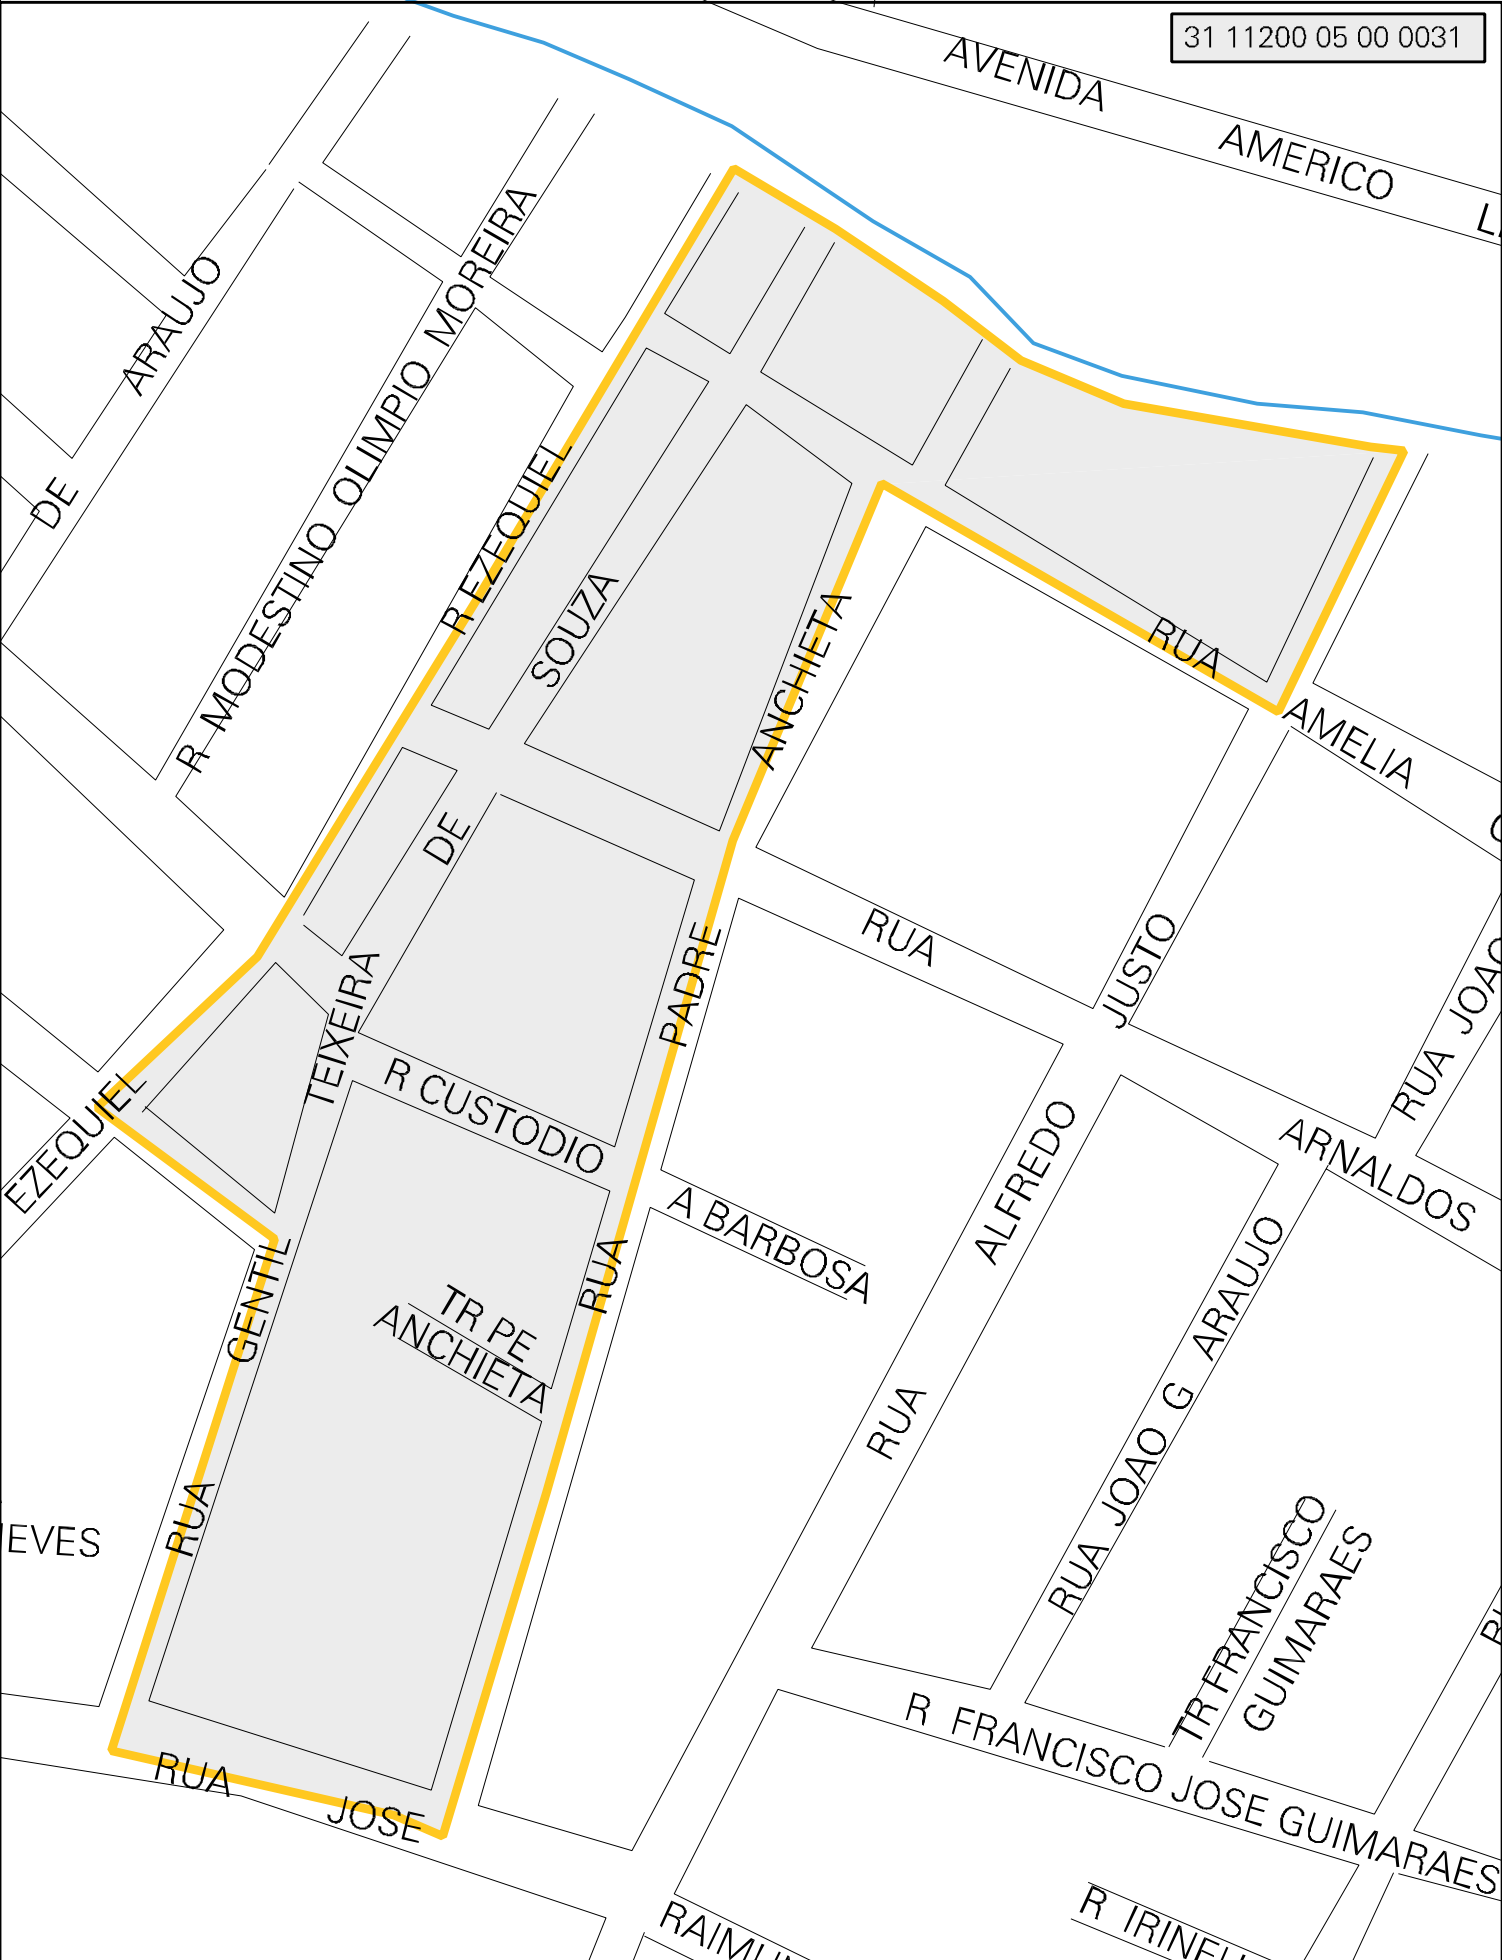 31 11200 05 00 0031
AVENIDA
AMERICO
ARAUJO
DE
R MODESTINO OLIMPIO MOREIRA
R EZEQUIEL
SOUZA
ANCHIETA
RUA
AMELIA
DE
RUA
JUSTO
PADRE
TEIXEIRA
R CUSTODIO
RUA JOAO
EZEQUIEL
ALFREDO
ARNALDOS
A BARBOSA
GENTIL
RUA
TR PE
ANCHIETA
RUA JOAO G ARAUJO
RUA
RUA
EVES
TR FRANCISCO
GUIMARAES
R FRANCISCO JOSE GUIMARAES
RUA
JOSE
R IRINEU